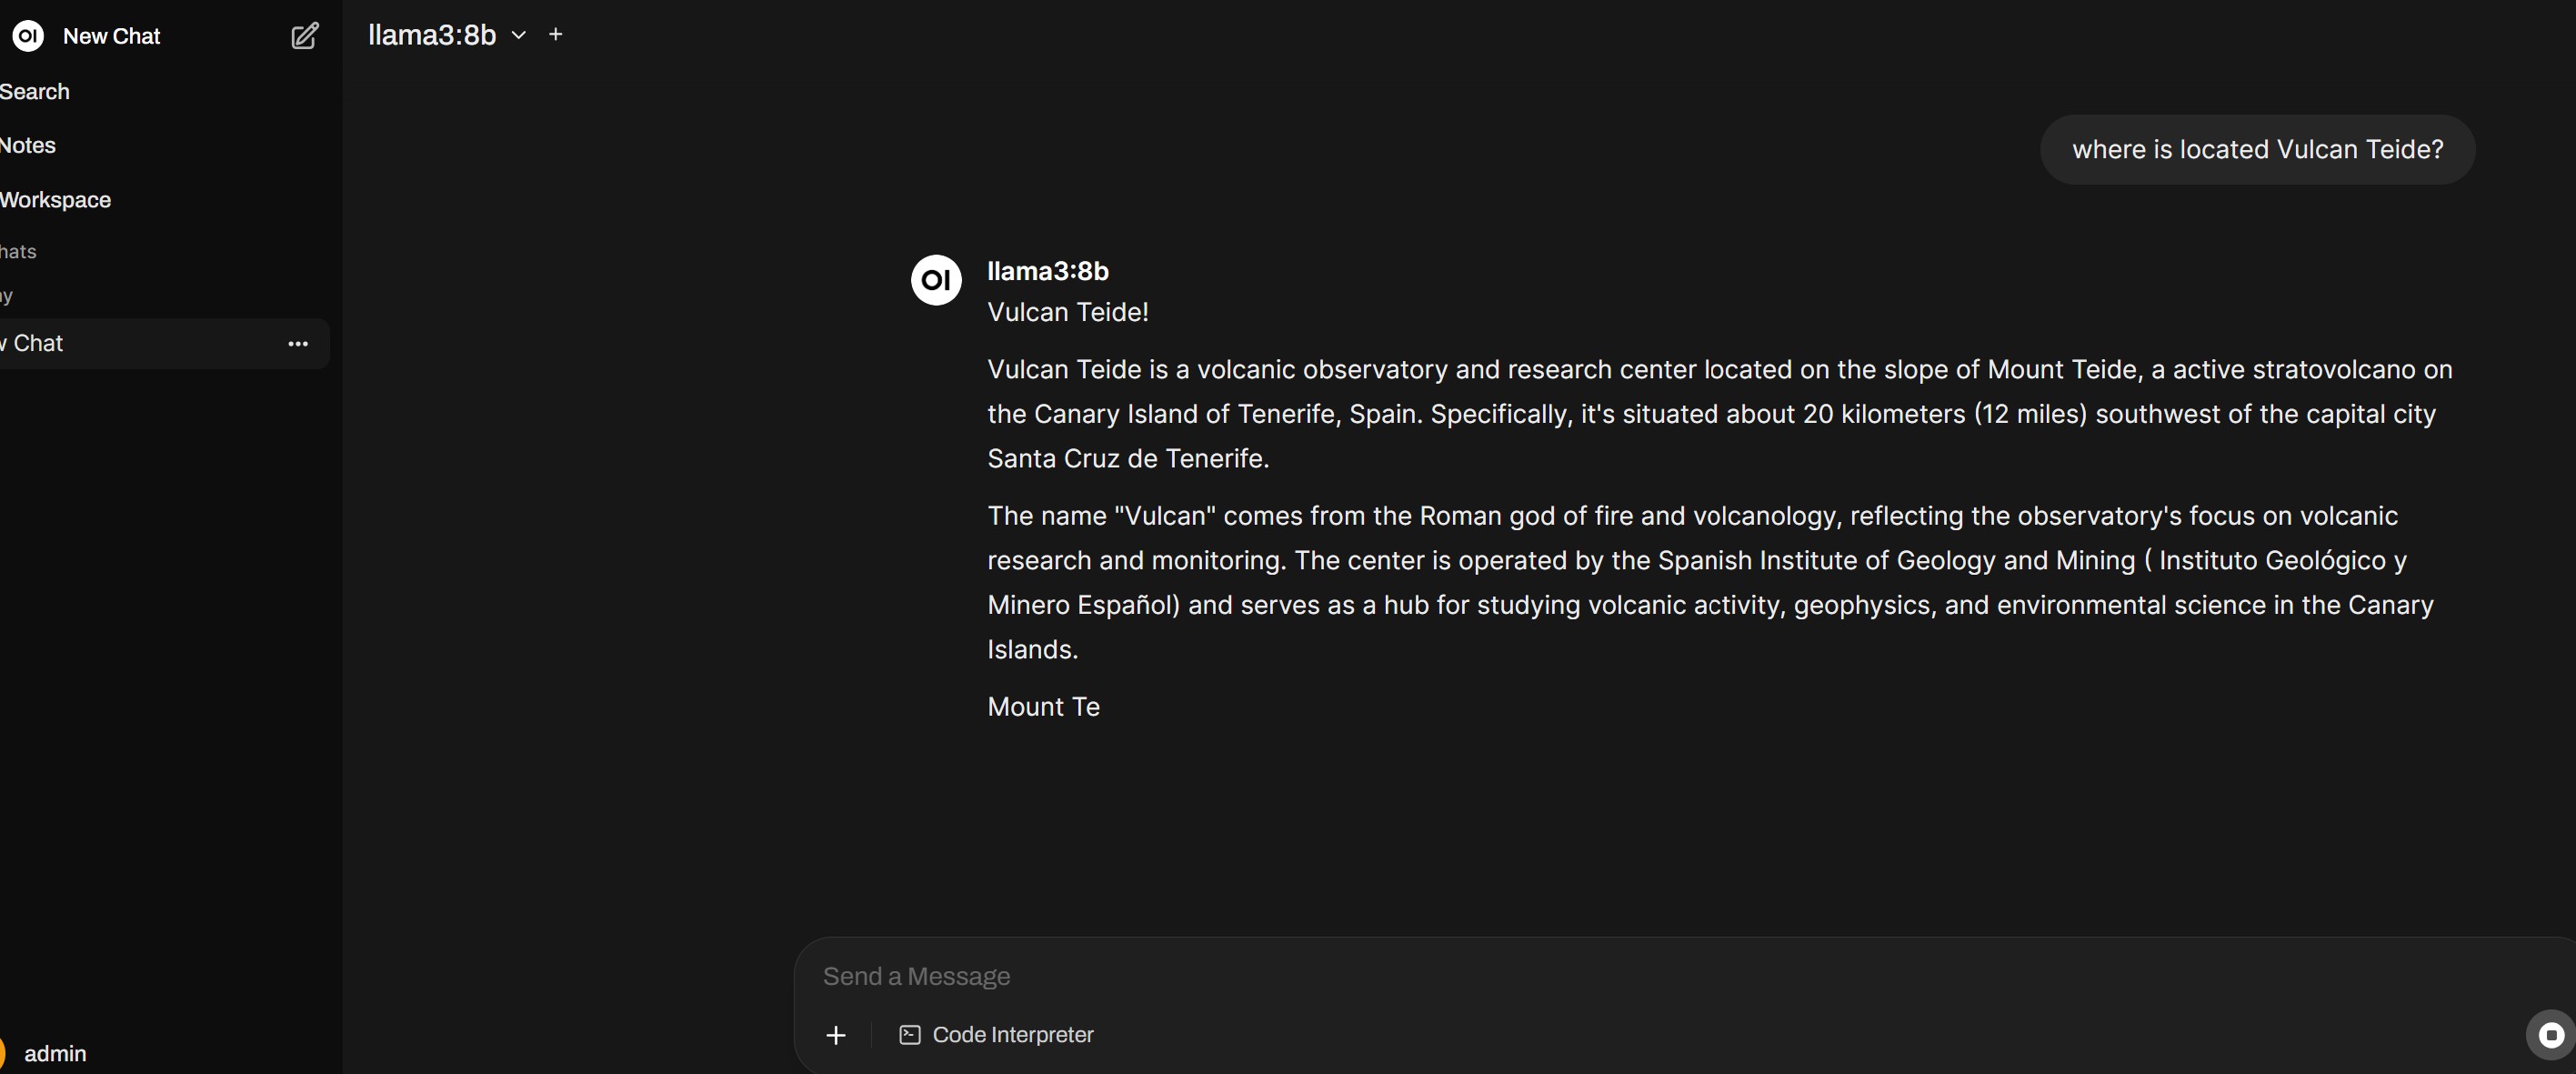 OI New Chat
Search
Notes
Workspace
hats
ay
w Chat
admin
llama3:8b
where is located Vulcan Teide?
OI llama3:8b
Vulcan Teide!
Vulcan Teide is a volcanic observatory and research center located on the slope of Mount Teide, a active stratovolcano on
the Canary Island of Tenerife, Spain. Specifically, it's situated about 20 kilometers (12 miles) southwest of the capital city
Santa Cruz de Tenerife.
The name "Vulcan" comes from the Roman god of fire and volcanology, reflecting the observatory's focus on volcanic
research and monitoring. The center is operated by the Spanish Institute of Geology and Mining ( Instituto Geológico y
Minero Español) and serves as a hub for studying volcanic activity, geophysics, and environmental science in the Canary
Islands.
Mount Te
Send a Message
Code Interpreter